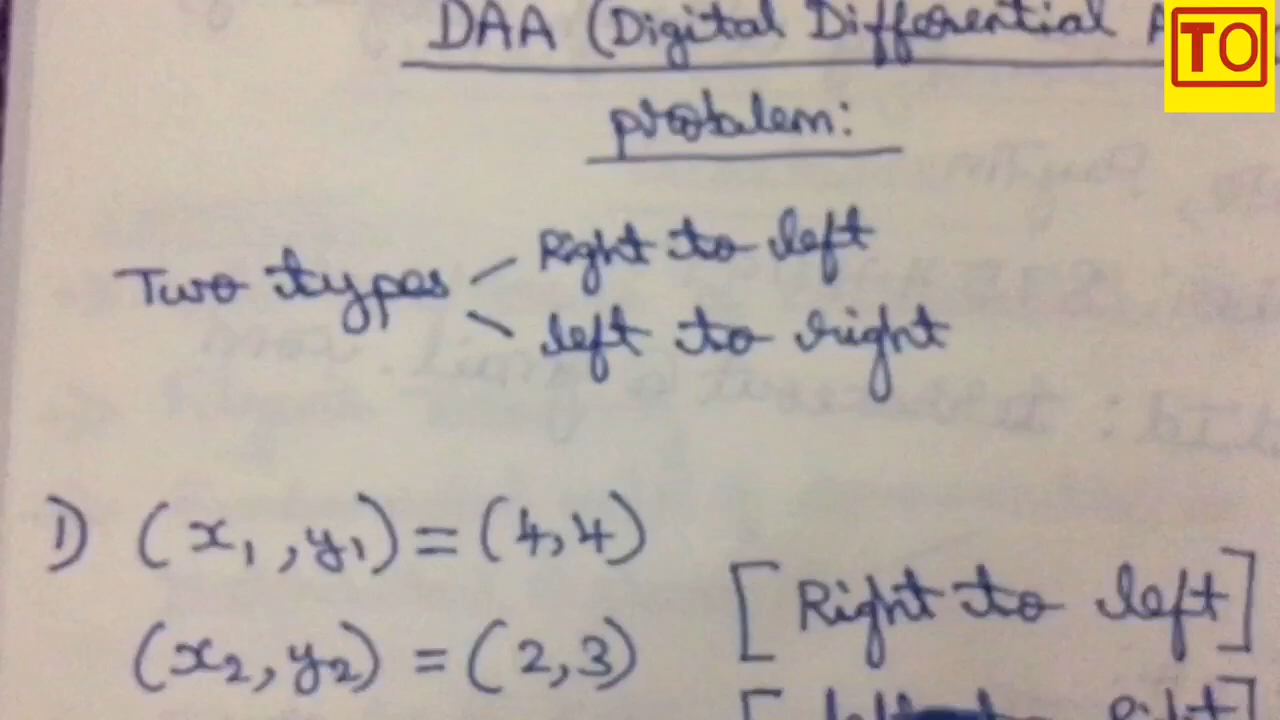 DAA (Digital Differential A
TO
problem:
Two types
Right to left
left to right
1) (x1, y1) = (4,4)
(x2, y2) = (2,3)
[Right to left]